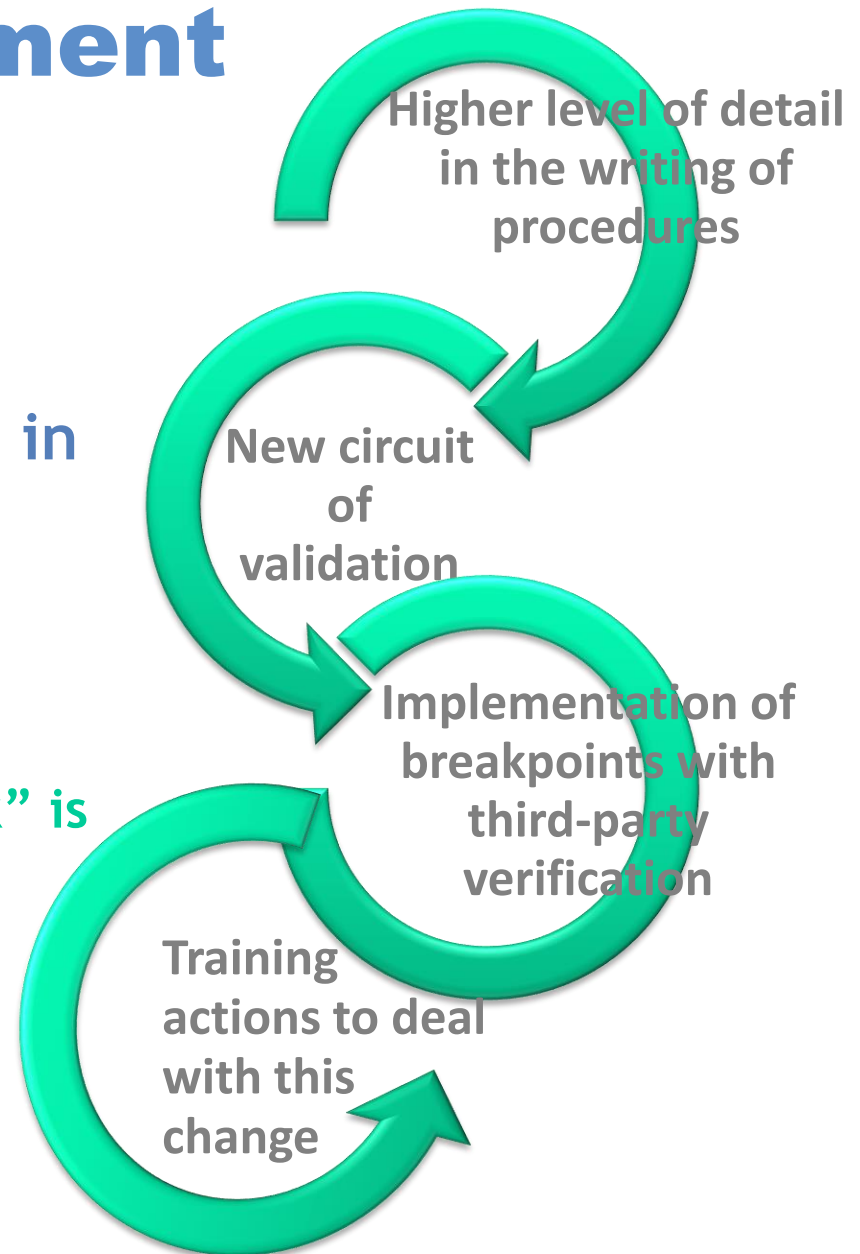 ment
Higher level of detail
in the writing of
procedures
in
New circuit
of
validation
Implementation of
breakpoints with
third-party
verification
” is
Training
actions to deal
with this
change